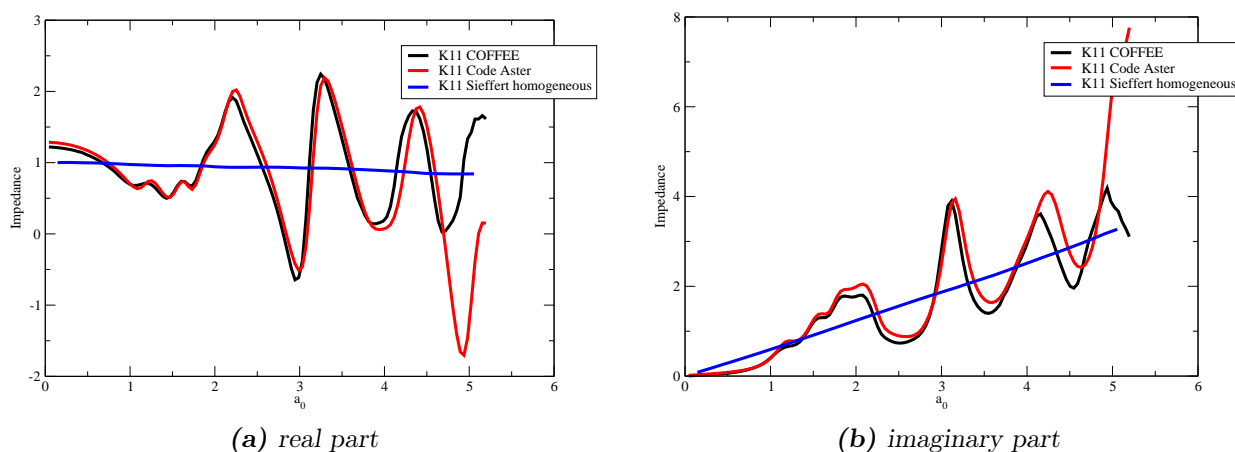 3
2
1
0
-1
-2
Impedance
0 1 2 3 4 5 6
a0
K11 COFFEE
K11 Code Aster
K11 Sieffert homogeneous
(a) real part
8
6
4
2
0
Impedance
0 1 2 3 4 5 6
a0
K11 COFFEE
K11 Code Aster
K11 Sieffert homogeneous
(b) imaginary part